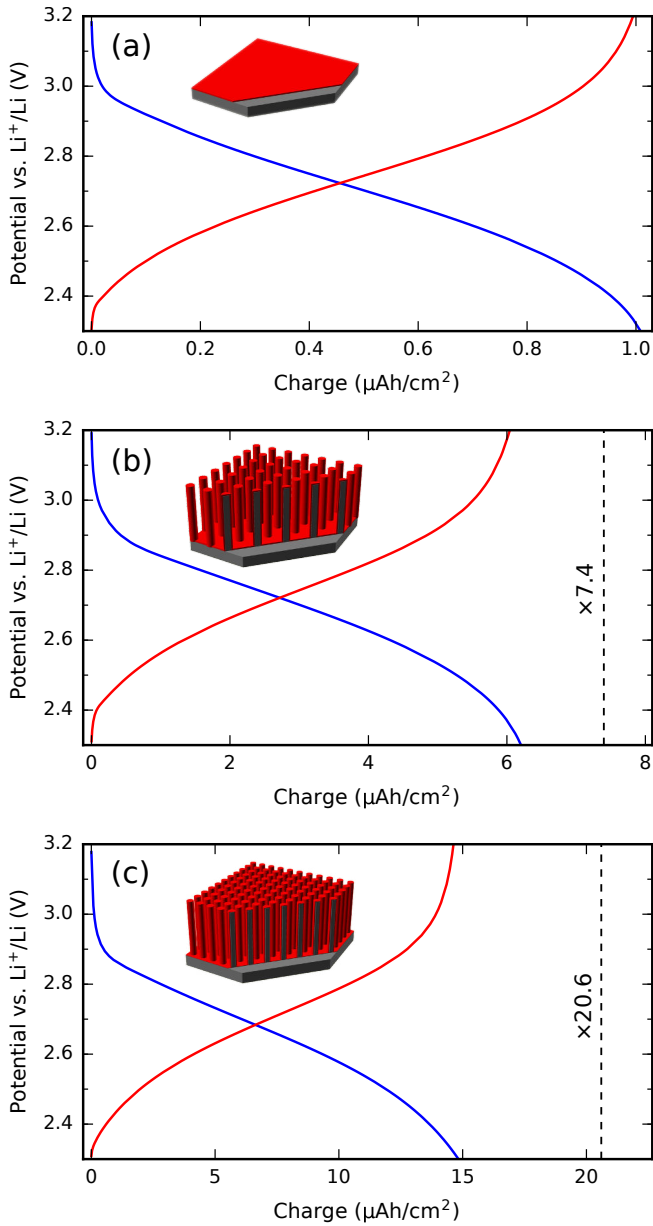 (a)
3.2
3.0
2.8
2.6
2.4
Potential vs. Li⁺/Li (V)
0.0 0.2 0.4 0.6 0.8 1.0
Charge (µAh/cm²)
(b)
3.2
3.0
2.8
2.6
2.4
Potential vs. Li⁺/Li (V)
×7.4
0 2 4 6 8
Charge (µAh/cm²)
(c)
3.2
3.0
2.8
2.6
2.4
Potential vs. Li⁺/Li (V)
×20.6
0 5 10 15 20
Charge (µAh/cm²)